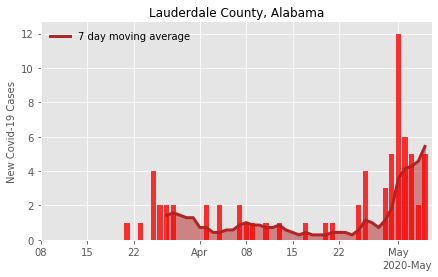 Lauderdale County, Alabama
7 day moving average
New Covid-19 Cases
12
10
8
6
4
2
0
08 15 22 Apr 08 15 22 May
2020-May